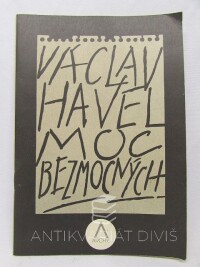 VÁCLAV
HAVEL
MOC
BEZMOCNÝCH
ANTIKVARIÁT DIVIŠ